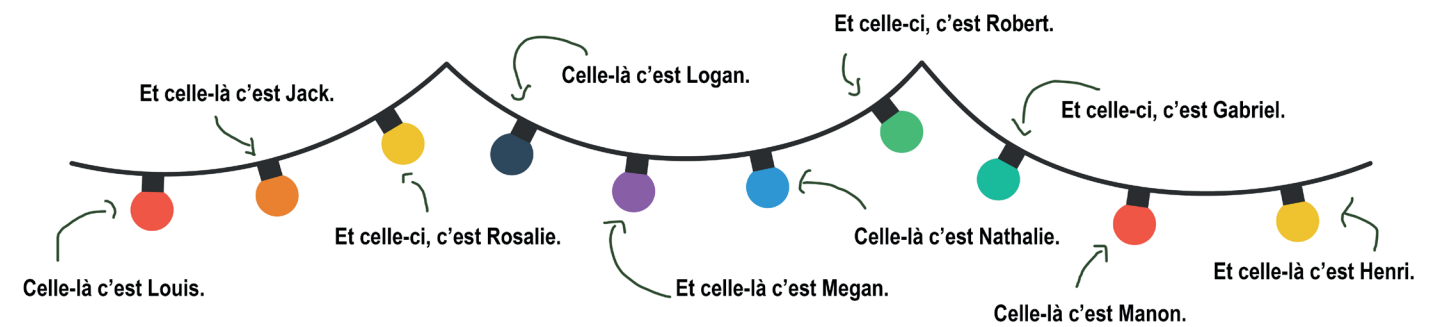 Et celle-ci, c’est Robert.
Celle-là c’est Logan.
Et celle-là c’est Jack.
Et celle-ci, c’est Gabriel.
Et celle-ci, c’est Rosalie.
Celle-là c’est Nathalie.
Et celle-là c’est Henri.
Celle-là c’est Louis.
Et celle-là c’est Megan.
Celle-là c’est Manon.